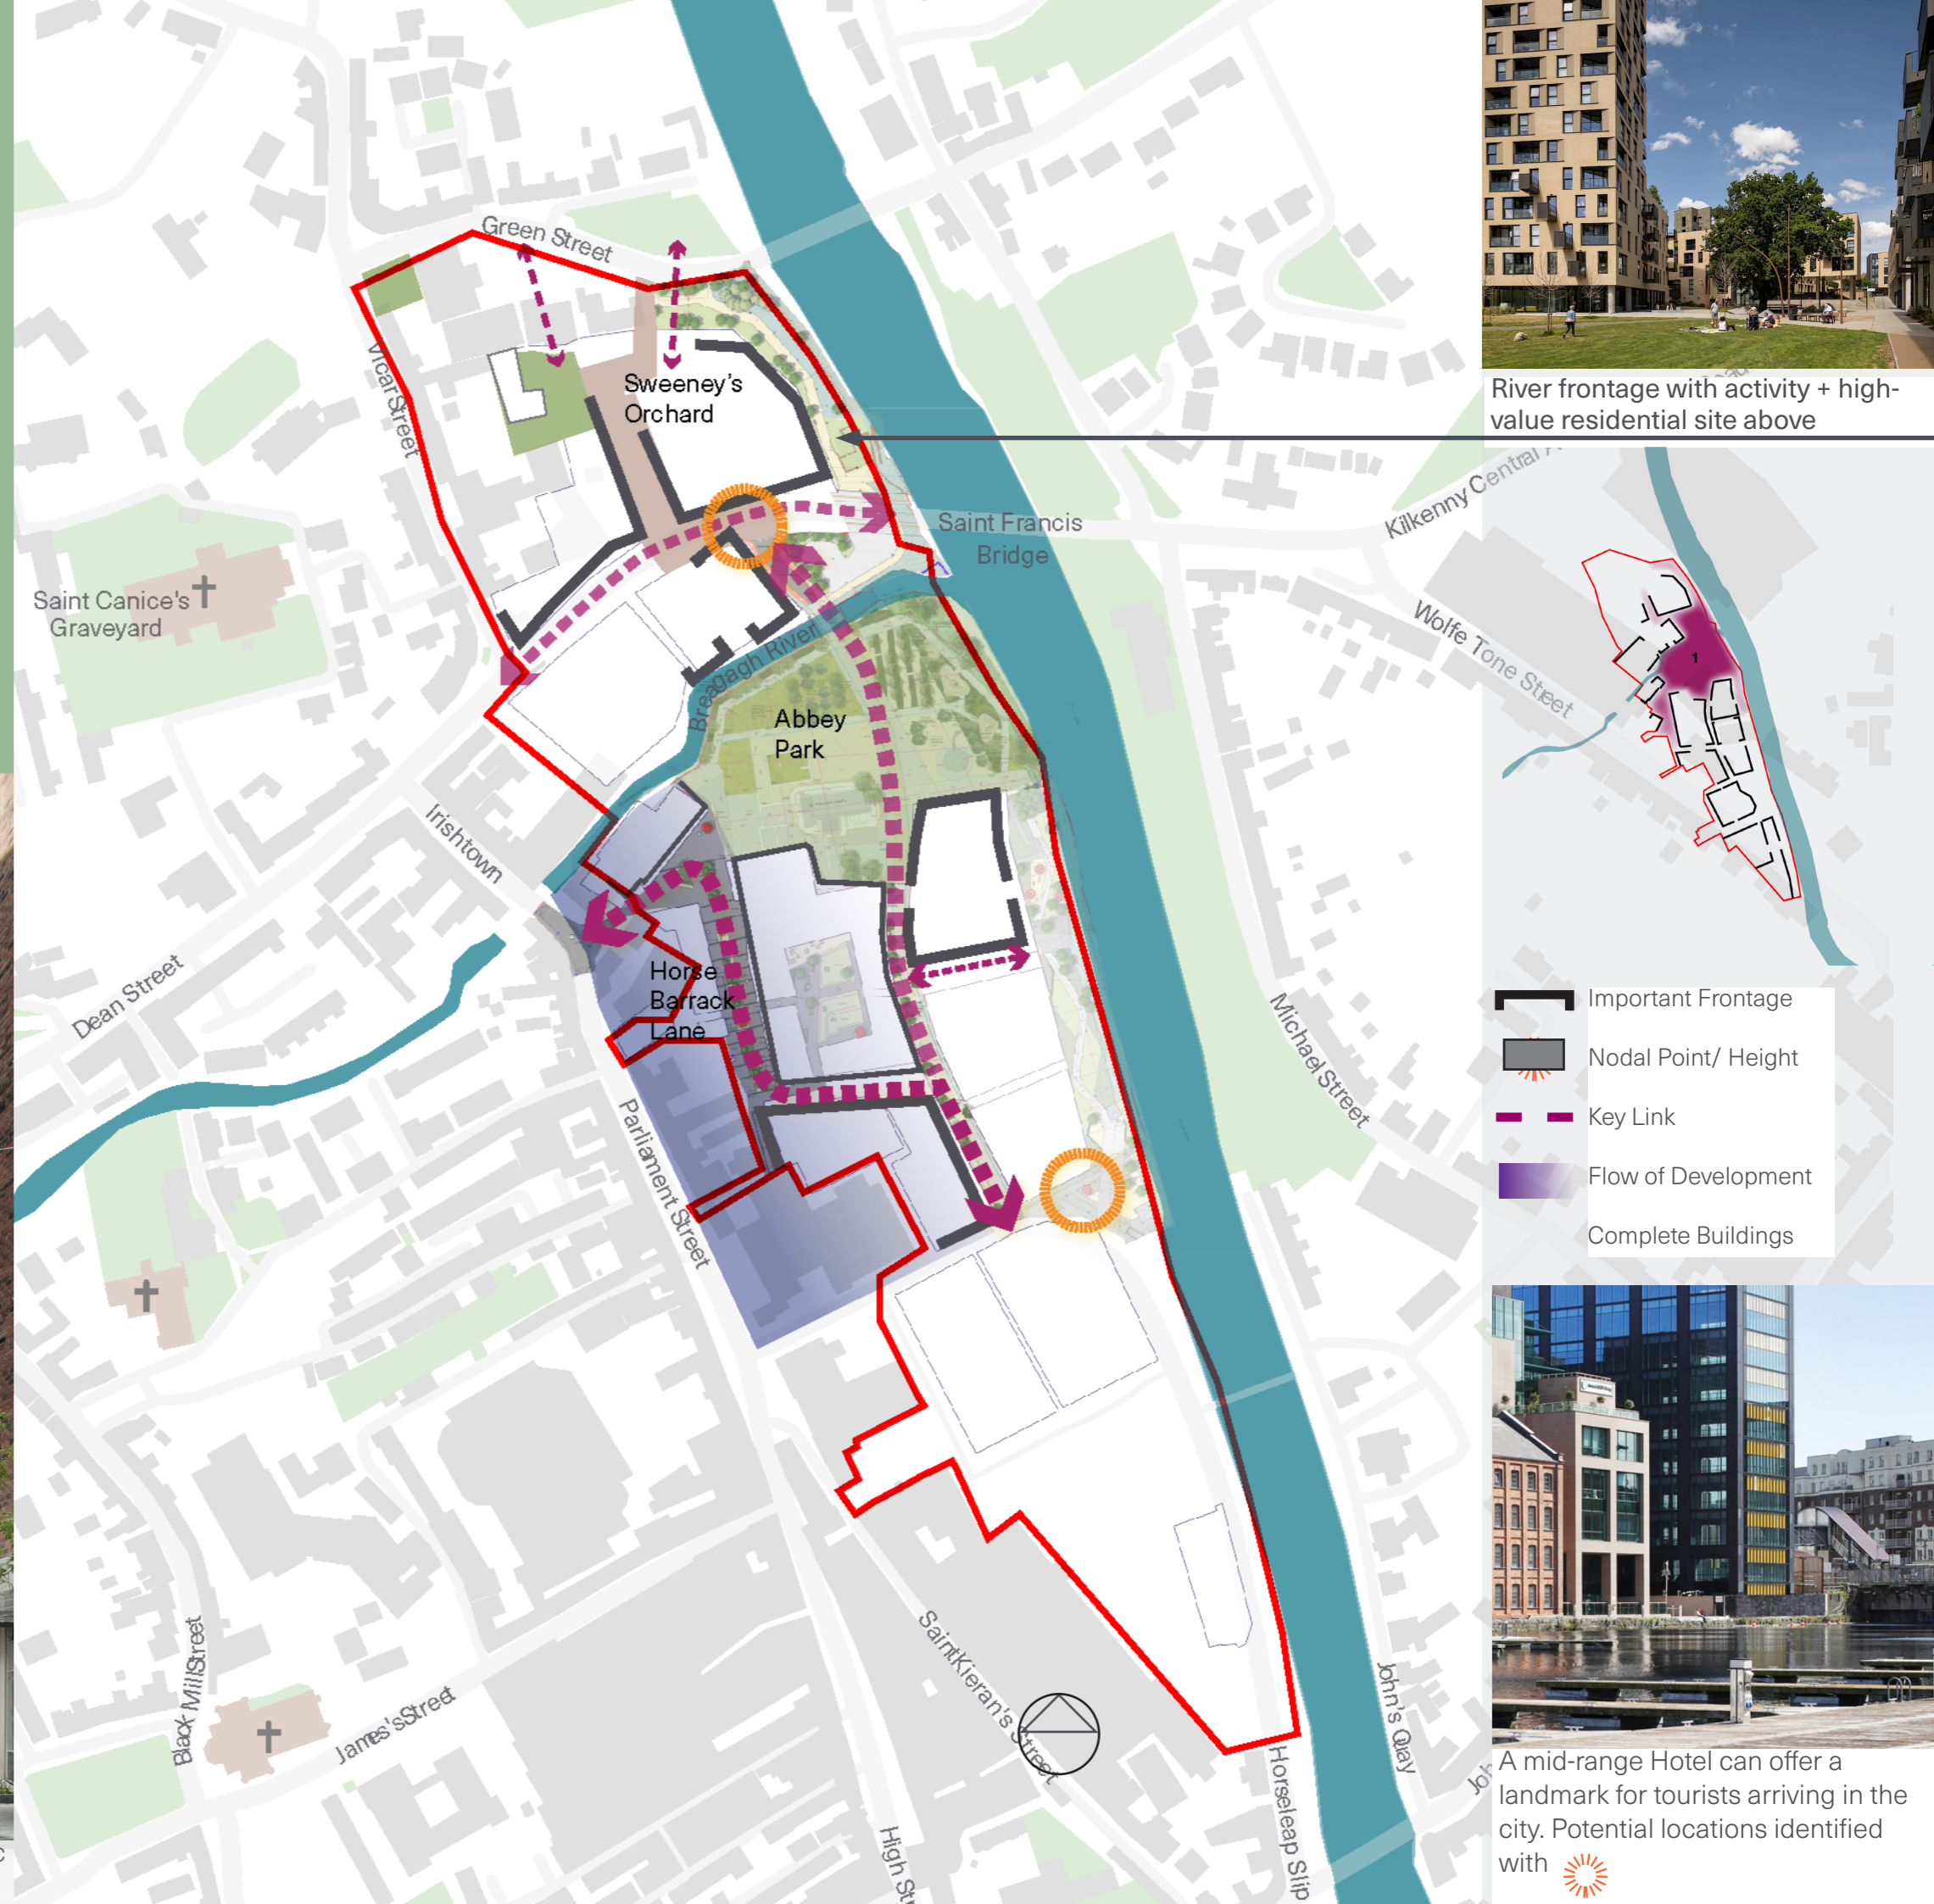 Green Street
Vicar Street
Sweeney's
Orchard
River frontage with activity + high-
value residential site above
Saint Francis
Bridge
Kilkenny Central
Saint Canice's
Graveyard
Wolfe Tone Street
Breagagh River
Abbey
Park
1
Irishtown
Horse
Barrack
Lane
Dean Street
Michael Street
Important Frontage
Nodal Point/ Height
Key Link
Flow of Development
Complete Buildings
Parliament Street
Black Mill Street
James's Street
Saint Kieran's Street
High St
John's Quay
Horseleap Slip
Joh
A mid-range Hotel can offer a
landmark for tourists arriving in the
city. Potential locations identified
with
c